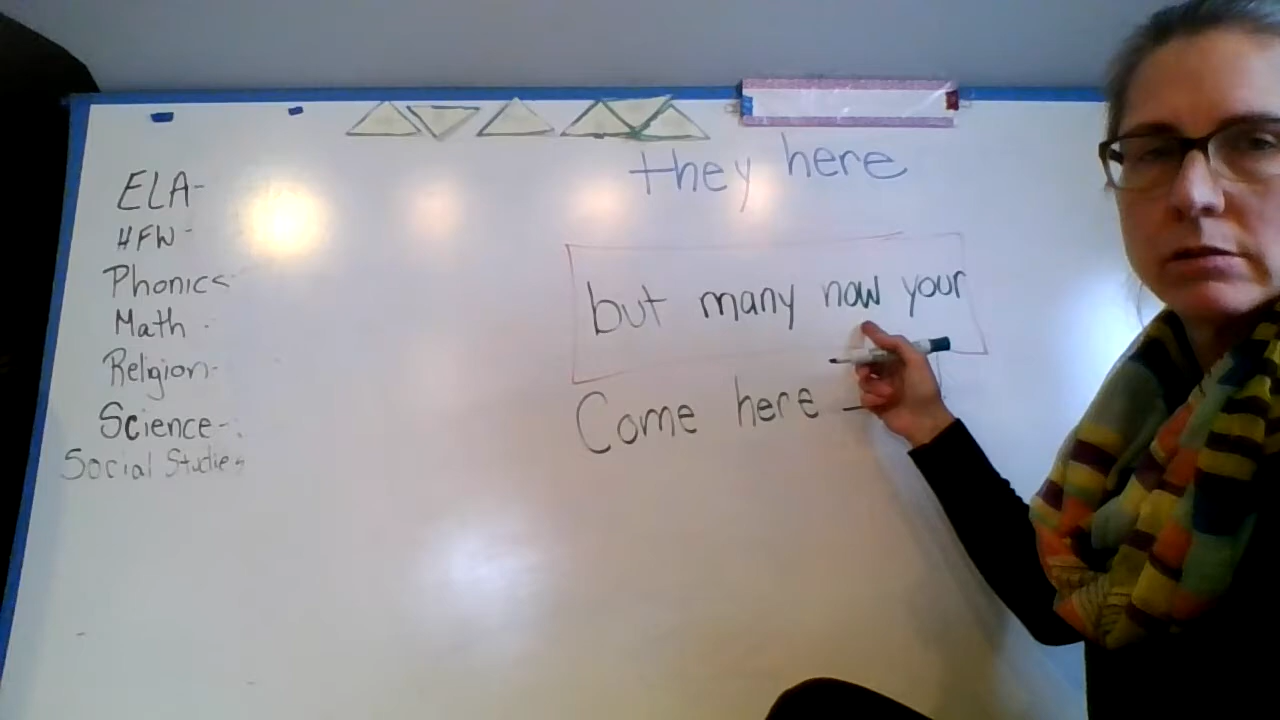 ELA-
HFW-
Phonics-
Math -
Religion-
Science-
Social Studies
they here
but many now your
Come here _